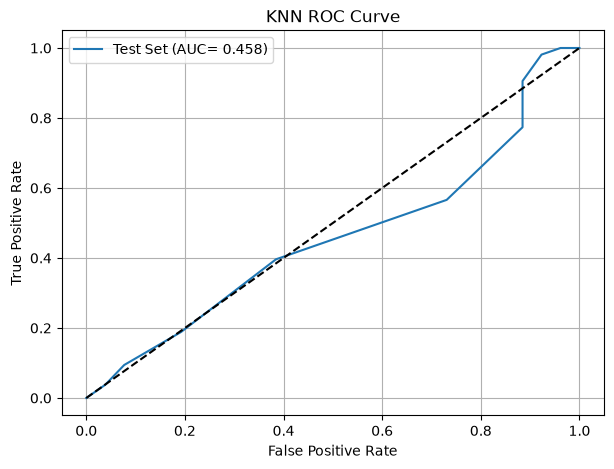 KNN ROC Curve
Test Set (AUC= 0.458)
True Positive Rate
1.0
0.8
0.6
0.4
0.2
0.0
0.0 0.2 0.4 0.6 0.8 1.0
False Positive Rate